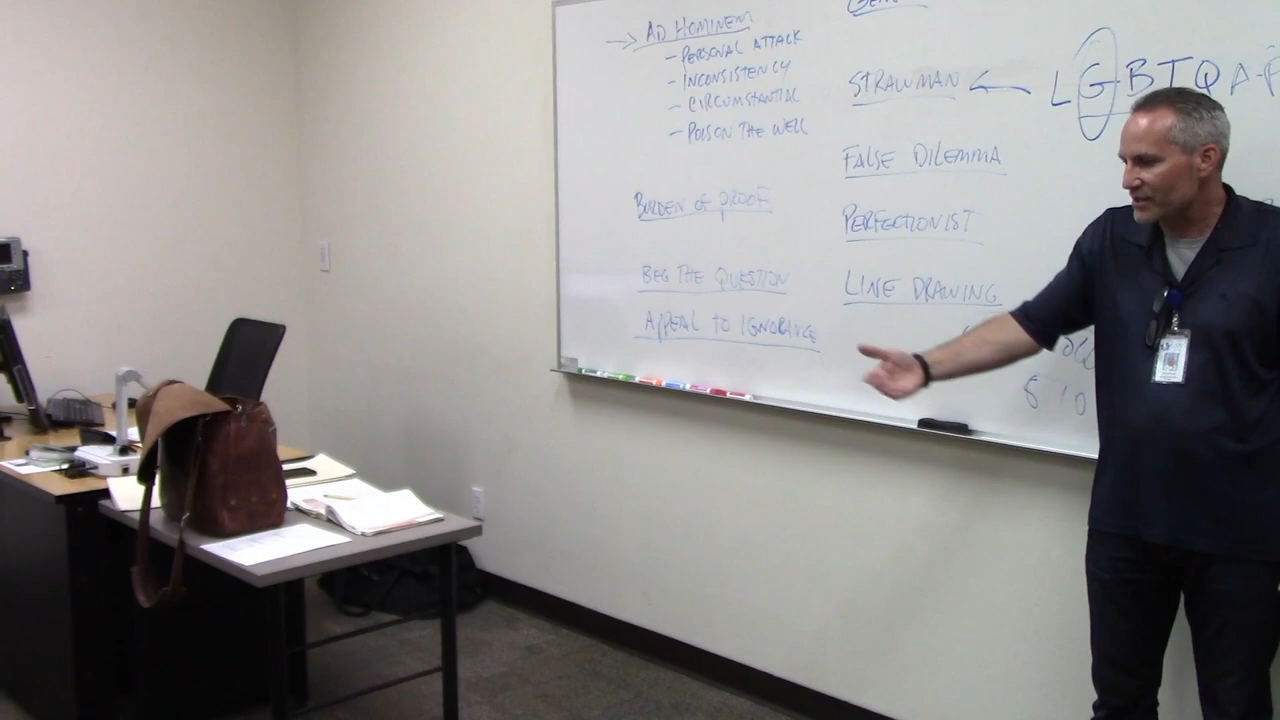 AD HOMINEM
- PERSONAL ATTACK
- INCONSISTENCY
- CIRCUMSTANTIAL
- POISON THE WELL
BURDEN OF PROOF
BEG THE QUESTION
APPEAL TO IGNORANCE
STRAWMAN
LGBTQA-P
FALSE DILEMMA
PERFECTIONIST
LINE DRAWING